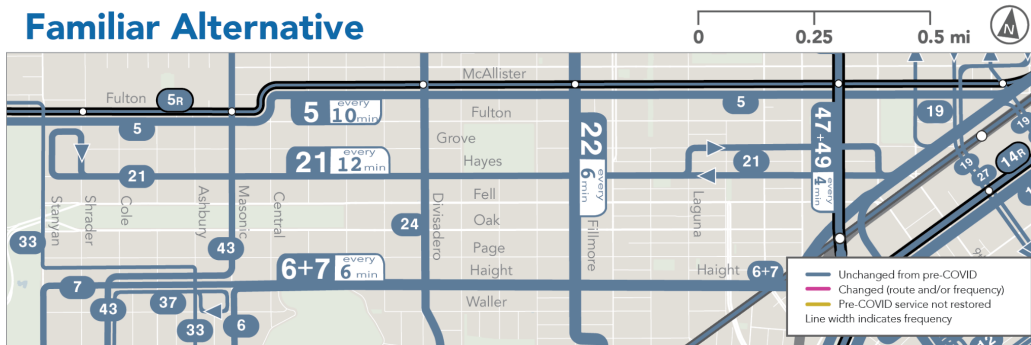 Familiar Alternative
0 0.25 0.5 mi
N
McAllister
Fulton
5R
5
every
10 min
5
19
Fulton
5
22
every
6 min
47+49
every
4 min
Grove
21
every
12 min
Hayes
21
21
19
19
27
14R
Stanyan
Shrader
Cole
Ashbury
Masonic
Central
Divisadero
Fillmore
Laguna
Fell
Oak
Page
Haight
Waller
24
33
43
6+7
every
6 min
Haight
6+7
7
37
43
33
6
12
Unchanged from pre-COVID
Changed (route and/or frequency)
Pre-COVID service not restored
Line width indicates frequency